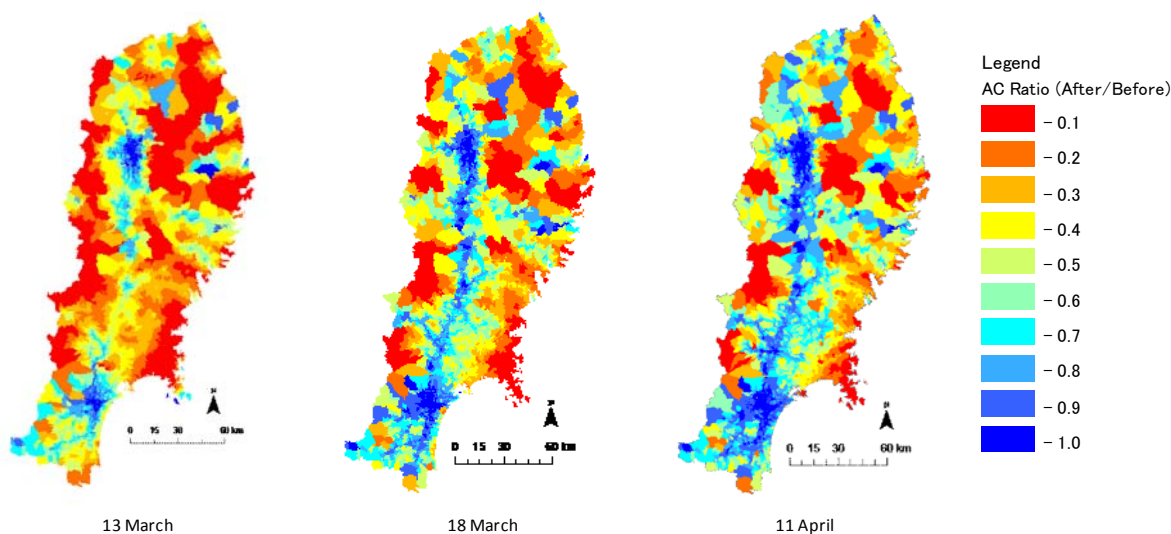 Legend
AC Ratio (After/Before)
- 0.1
- 0.2
- 0.3
- 0.4
- 0.5
- 0.6
- 0.7
- 0.8
- 0.9
- 1.0
0 15 30 60 km
0 15 30 60 km
0 15 30 60 km
13 March
18 March
11 April